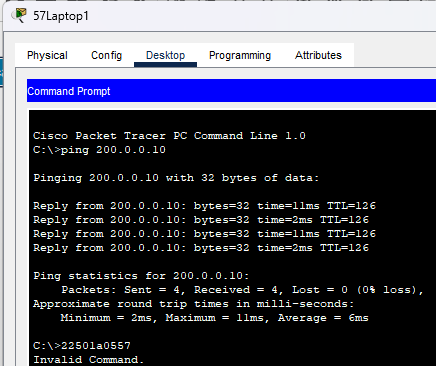 57Laptop1
Physical Config Desktop Programming Attributes
Command Prompt
Cisco Packet Tracer PC Command Line 1.0
C:\>ping 200.0.0.10
Pinging 200.0.0.10 with 32 bytes of data:
Reply from 200.0.0.10: bytes=32 time=11ms TTL=126
Reply from 200.0.0.10: bytes=32 time=2ms TTL=126
Reply from 200.0.0.10: bytes=32 time=11ms TTL=126
Reply from 200.0.0.10: bytes=32 time=2ms TTL=126
Ping statistics for 200.0.0.10:
Packets: Sent = 4, Received = 4, Lost = 0 (0% loss),
Approximate round trip times in milli-seconds:
Minimum = 2ms, Maximum = 11ms, Average = 6ms
C:\>22501a0557
Invalid Command.